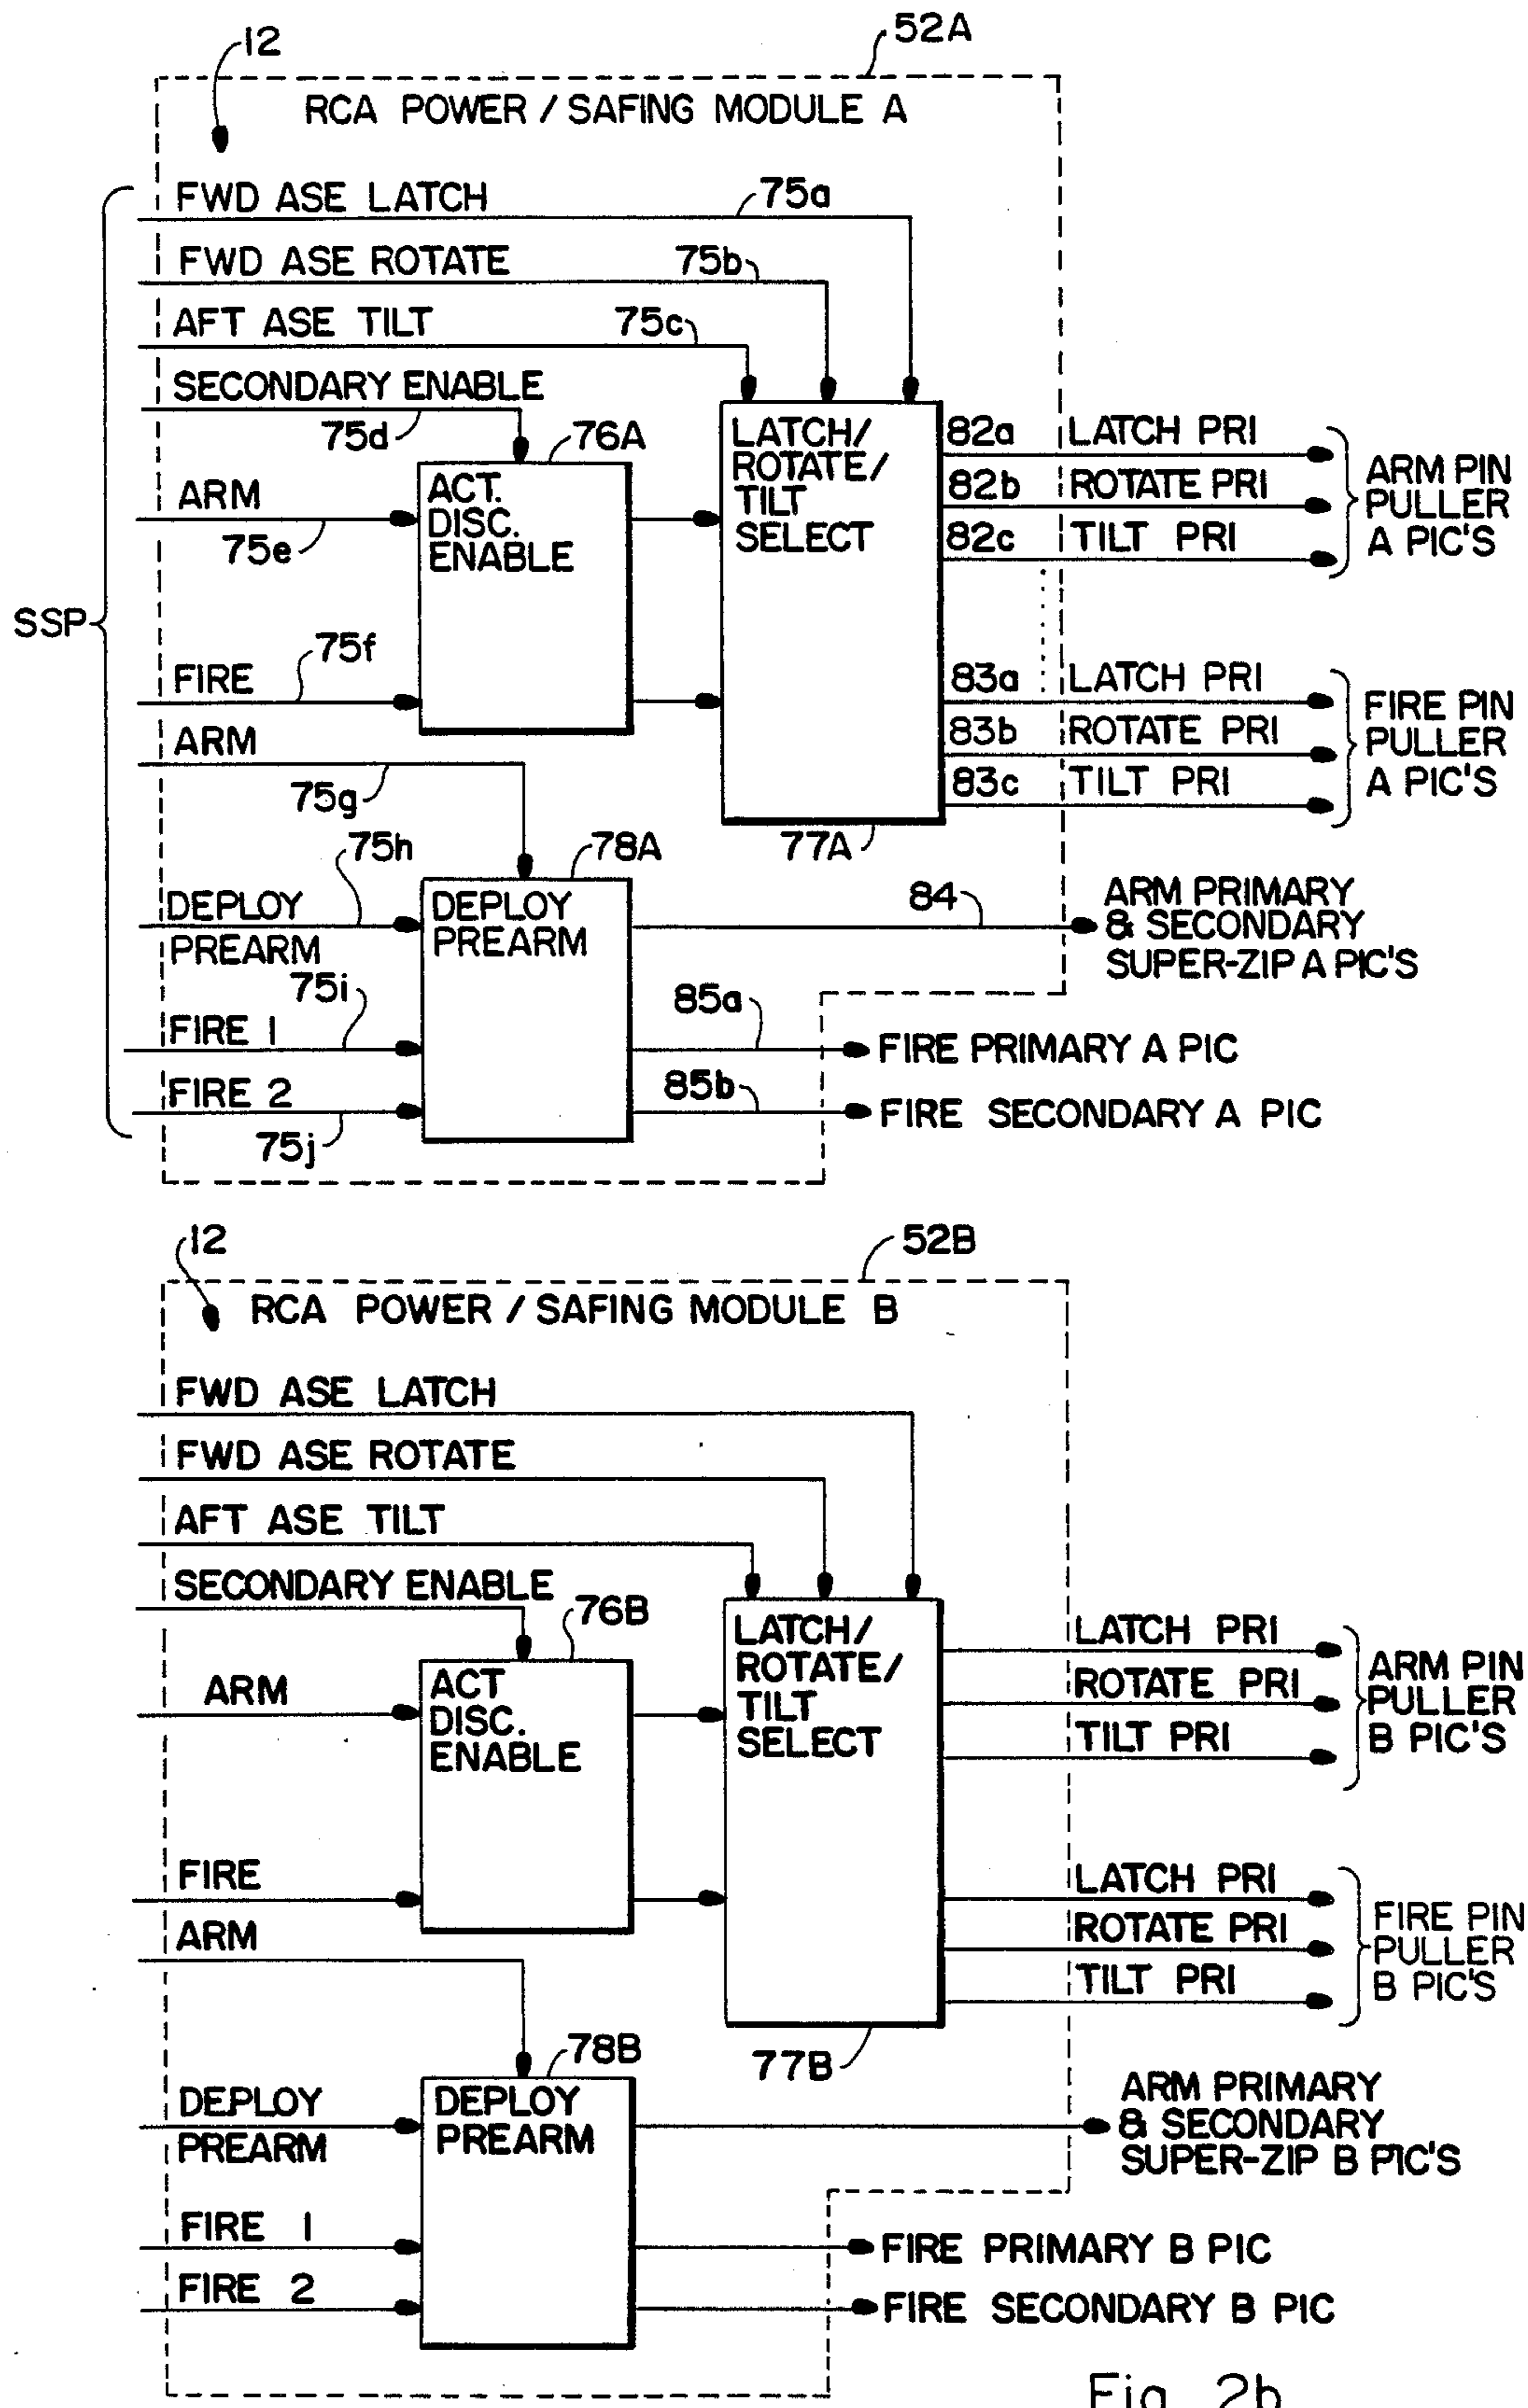 12
52A
RCA POWER / SAFING MODULE A
FWD ASE LATCH
75a
FWD ASE ROTATE
75b
AFT ASE TILT
75c
SECONDARY ENABLE
75d
76A
ARM
75e
ACT.
DISC.
ENABLE
LATCH/
ROTATE/
TILT
SELECT
82a LATCH PRI
82b ROTATE PRI
82c TILT PRI
ARM PIN
PULLER
A PIC'S
SSP
75f
FIRE
83a LATCH PRI
83b ROTATE PRI
83c TILT PRI
FIRE PIN
PULLER
A PIC'S
ARM
75g
77A
75h
78A
DEPLOY
PREARM
DEPLOY
PREARM
84
ARM PRIMARY
& SECONDARY
SUPER-ZIP A PIC'S
75i
FIRE 1
85a
FIRE PRIMARY A PIC
FIRE 2
75j
85b
FIRE SECONDARY A PIC
12
52B
RCA POWER / SAFING MODULE B
FWD ASE LATCH
FWD ASE ROTATE
AFT ASE TILT
SECONDARY ENABLE
76B
ARM
ACT
DISC.
ENABLE
LATCH/
ROTATE/
TILT
SELECT
LATCH PRI
ROTATE PRI
TILT PRI
ARM PIN
PULLER
B PIC'S
FIRE
LATCH PRI
ROTATE PRI
TILT PRI
FIRE PIN
PULLER
B PIC'S
ARM
77B
78B
DEPLOY
PREARM
DEPLOY
PREARM
ARM PRIMARY
& SECONDARY
SUPER-ZIP B PIC'S
FIRE 1
FIRE PRIMARY B PIC
FIRE 2
FIRE SECONDARY B PIC
Fig. 2b